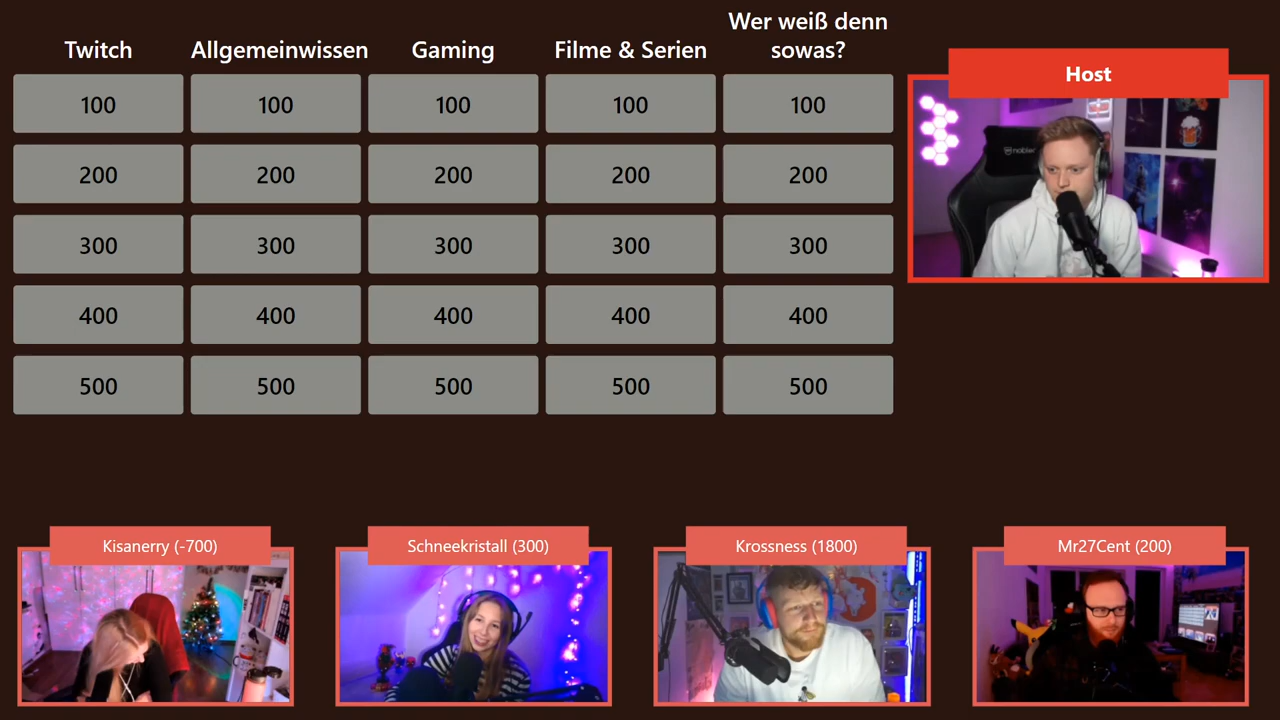 Wer weiß denn
Twitch Allgemeinwissen Gaming Filme & Serien sowas?
Host
100 100 100 100 100
200 200 200 200 200
300 300 300 300 300
400 400 400 400 400
500 500 500 500 500
Kisanerry (-700) Schneekristall (300) Krossness (1800) Mr27Cent (200)